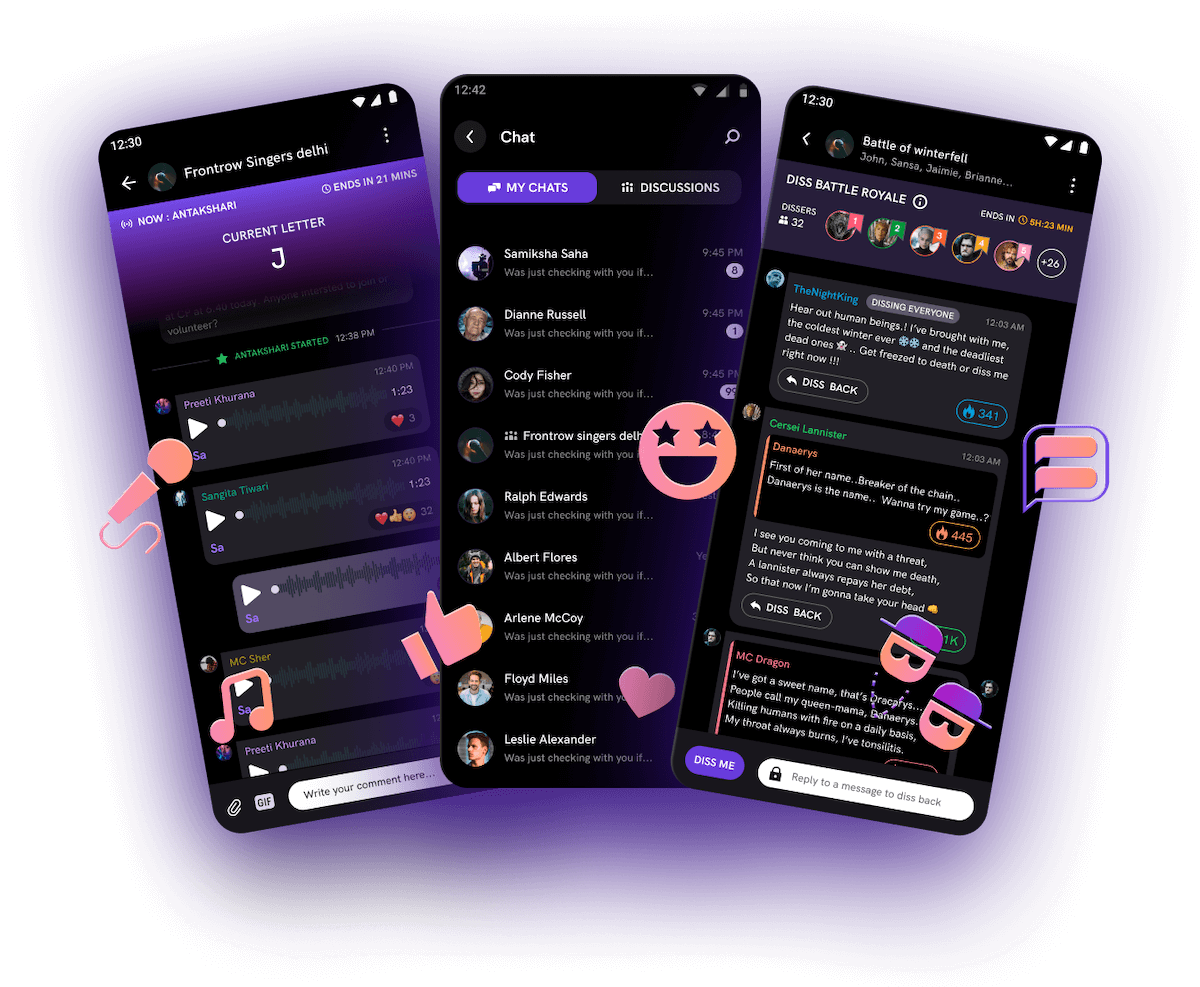 12:30
Frontrow Singers delhi
NOW : ANTAKSHARI
ENDS IN 21 MINS
CURRENT LETTER
J
at CP at 6:40 today. Anyone intersted to join or
volunteer?
ANTAKSHARI STARTED 12:38 PM
12:40 PM
Preeti Khurana
1:23
3
Sa
12:40 PM
Sangita Tiwari
1:23
32
Sa
Sa
MC Sher
Sa
Preeti Khurana
GIF
Write your comment here...
12:42
Chat
MY CHATS
DISCUSSIONS
Samiksha Saha
9:45 PM
Was just checking with you if...
8
Dianne Russell
9:45 PM
Was just checking with you if...
1
Cody Fisher
9:45 PM
Was just checking with you if...
99
Frontrow singers delh
Was just checking with you if...
Ralph Edwards
Was just checking with you if...
Albert Flores
Was just checking with you if...
Arlene McCoy
Was just checking with you if...
Floyd Miles
Was just checking with you
Leslie Alexander
Was just checking with you if...
12:30
Battle of winterfell
John, Sansa, Jaimie, Brianne...
DISS BATTLE ROYALE
ENDS IN 5H:23 MIN
DISSERS
32
1
2
3
4
5
+26
TheNightKing
DISSING EVERYONE
12:03 AM
Hear out human beings.! I've brought with me,
the coldest winter ever ❄️❄️ and the deadliest
dead ones 👻 .. Get freezed to death or diss me
right now !!!
DISS BACK
341
Cersei Lannister
12:03 AM
Danaerys
First of her name..Breaker of the chain..
Danaerys is the name.. Wanna try my game..?
445
I see you coming to me with a threat,
But never think you can show me death,
A lannister always repays her debt,
So that now I'm gonna take your head 👊
DISS BACK
1K
MC Dragon
I've got a sweet name, that's Dracarys...
People call my queen-mama, Danaerys.
Killing humans with fire on a daily basis,
My throat always burns, I've tonsilitis.
DISS ME
Reply to a message to diss back